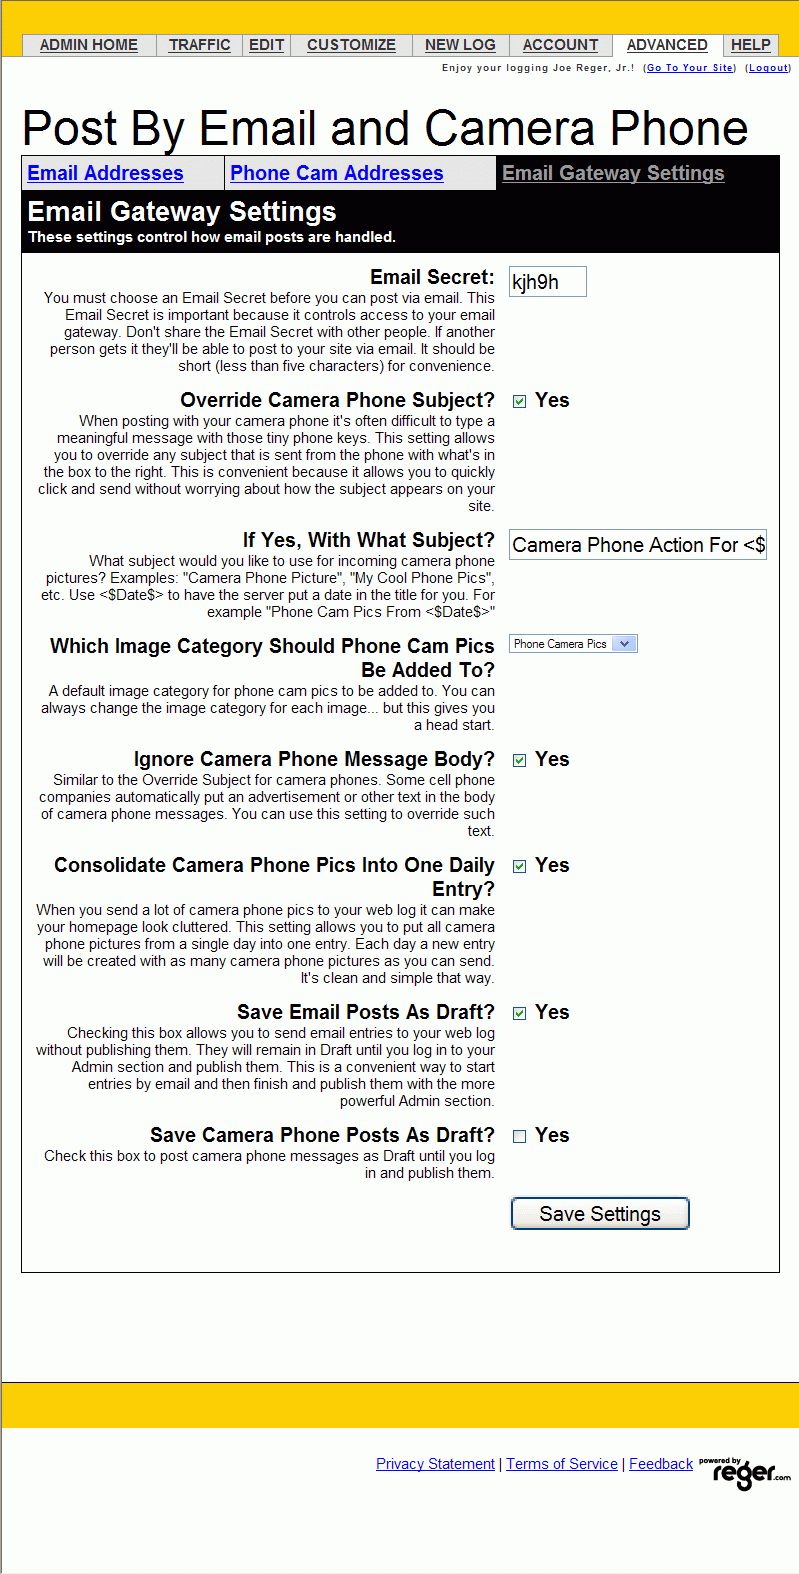 ADMIN HOME TRAFFIC EDIT CUSTOMIZE NEW LOG ACCOUNT ADVANCED HELP
Enjoy your logging Joe Reger, Jr.! (Go To Your Site) (Logout)
Post By Email and Camera Phone
Email Addresses Phone Cam Addresses Email Gateway Settings
Email Gateway Settings
These settings control how email posts are handled.
Email Secret: kjh9h
You must choose an Email Secret before you can post via email. This
Email Secret is important because it controls access to your email
gateway. Don't share the Email Secret with other people. If another
person gets it they'll be able to post to your site via email. It should be
short (less than five characters) for convenience.
Override Camera Phone Subject? Yes
When posting with your camera phone it's often difficult to type a
meaningful message with those tiny phone keys. This setting allows
you to override any subject that is sent from the phone with what's in
the box to the right. This is convenient because it allows you to quickly
click and send without worrying about how the subject appears on your
site.
If Yes, With What Subject? Camera Phone Action For <$
What subject would you like to use for incoming camera phone
pictures? Examples: "Camera Phone Picture", "My Cool Phone Pics",
etc. Use <$Date$> to have the server put a date in the title for you. For
example "Phone Cam Pics From <$Date$>"
Which Image Category Should Phone Cam Pics Phone Camera Pics
Be Added To?
A default image category for phone cam pics to be added to. You can
always change the image category for each image... but this gives you
a head start.
Ignore Camera Phone Message Body? Yes
Similar to the Override Subject for camera phones. Some cell phone
companies automatically put an advertisement or other text in the body
of camera phone messages. You can use this setting to override such
text.
Consolidate Camera Phone Pics Into One Daily Yes
Entry?
When you send a lot of camera phone pics to your web log it can make
your homepage look cluttered. This setting allows you to put all camera
phone pictures from a single day into one entry. Each day a new entry
will be created with as many camera phone pictures as you can send.
It's clean and simple that way.
Save Email Posts As Draft? Yes
Checking this box allows you to send email entries to your web log
without publishing them. They will remain in Draft until you log in to your
Admin section and publish them. This is a convenient way to start
entries by email and then finish and publish them with the more
powerful Admin section.
Save Camera Phone Posts As Draft? Yes
Check this box to post camera phone messages as Draft until you log
in and publish them.
Save Settings
Privacy Statement | Terms of Service | Feedback powered by
reger.com